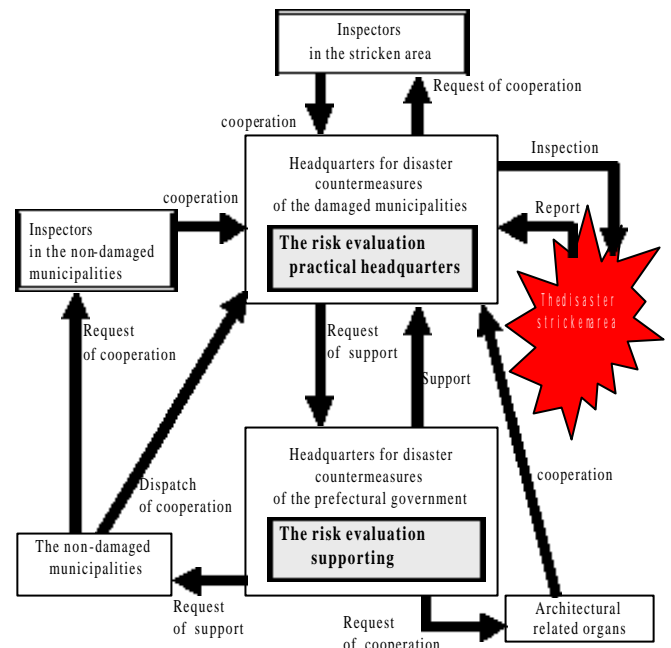 Inspectors
in the stricken area
Request of cooperation
cooperation
Inspection
Headquarters for disaster
countermeasures
of the damaged municipalities
The risk evaluation
practical headquarters
cooperation
Report
Inspectors
in the non-damaged
municipalities
Thedisaster
strickenarea
Request
of cooperation
Request
of support
Support
Headquarters for disaster
countermeasures
of the prefectural government
The risk evaluation
supporting
Dispatch
of cooperation
cooperation
The non-damaged
municipalities
Request
of support
Request
of cooperation
Architectural
related organs